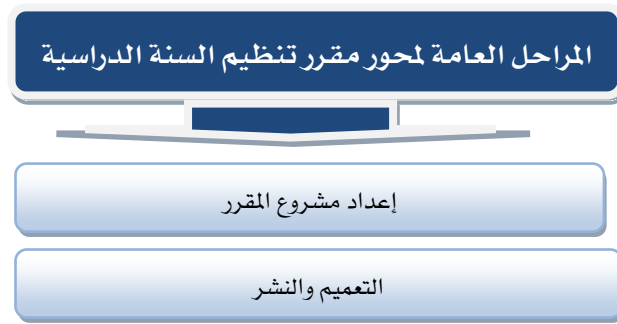 المراحل العامة لمحور مقرر تنظيم السنة الدراسية
إعداد مشروع المقرر
التعميم والنشر